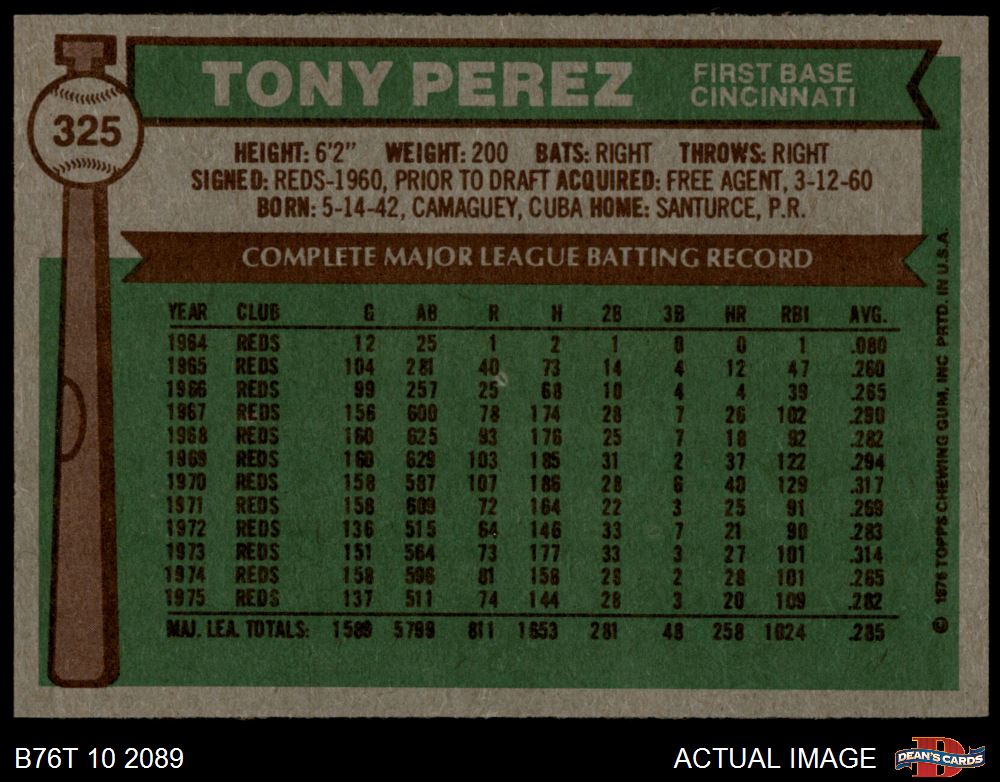 325
TONY PEREZ
FIRST BASE
CINCINNATI
HEIGHT: 6'2" WEIGHT: 200 BATS: RIGHT THROWS: RIGHT
SIGNED: REDS-1960, PRIOR TO DRAFT ACQUIRED: FREE AGENT, 3-12-60
BORN: 5-14-42, CAMAGUEY, CUBA HOME: SANTURCE, P.R.
COMPLETE MAJOR LEAGUE BATTING RECORD
YEAR CLUB G AB R H 2B 3B HR RBI AVG.
1964 REDS 12 25 1 2 1 0 0 1 .080
1965 REDS 104 281 40 73 14 4 12 47 .260
1966 REDS 99 257 25 68 10 4 4 39 .265
1967 REDS 156 600 78 174 28 7 26 102 .290
1968 REDS 160 625 93 176 25 7 18 92 .282
1969 REDS 160 629 103 185 31 2 37 122 .294
1970 REDS 158 587 107 186 28 6 40 129 .317
1971 REDS 158 609 72 164 22 3 25 91 .269
1972 REDS 136 515 64 146 33 7 21 90 .283
1973 REDS 151 564 73 177 33 3 27 101 .314
1974 REDS 158 596 81 158 28 2 28 101 .265
1975 REDS 137 511 74 144 28 3 20 109 .282
MAJ. LEA. TOTALS: 1589 5799 811 1653 281 48 258 1024 .285
© 1976 TOPPS CHEWING GUM, INC PRTD. IN U.S.A.
B76T 10 2089
ACTUAL IMAGE
DEAN'S CARDS